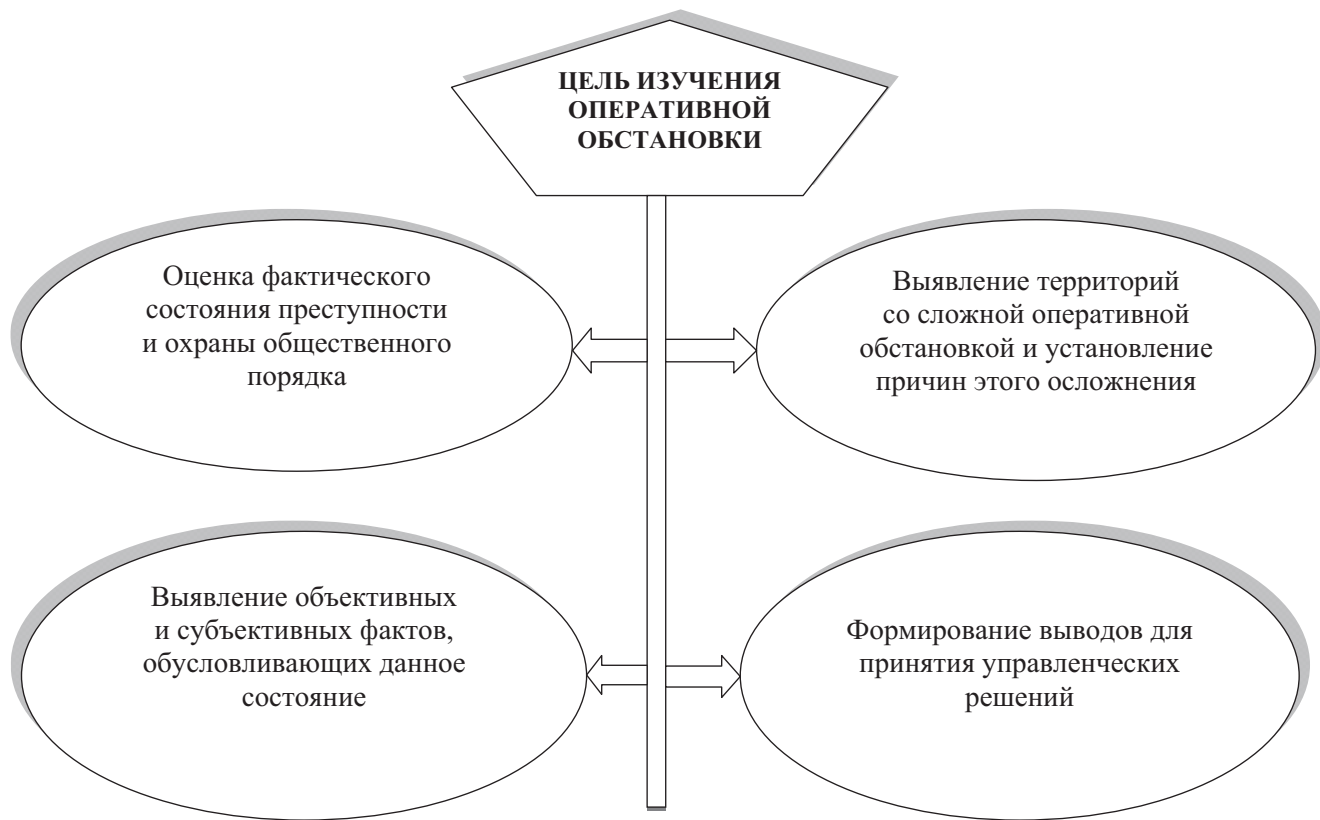 ЦЕЛЬ ИЗУЧЕНИЯ
ОПЕРАТИВНОЙ
ОБСТАНОВКИ
Оценка фактического
состояния преступности
и охраны общественного
порядка
Выявление территорий
со сложной оперативной
обстановкой и установление
причин этого осложнения
Выявление объективных
и субъективных фактов,
обусловливающих данное
состояние
Формирование выводов для
принятия управленческих
решений